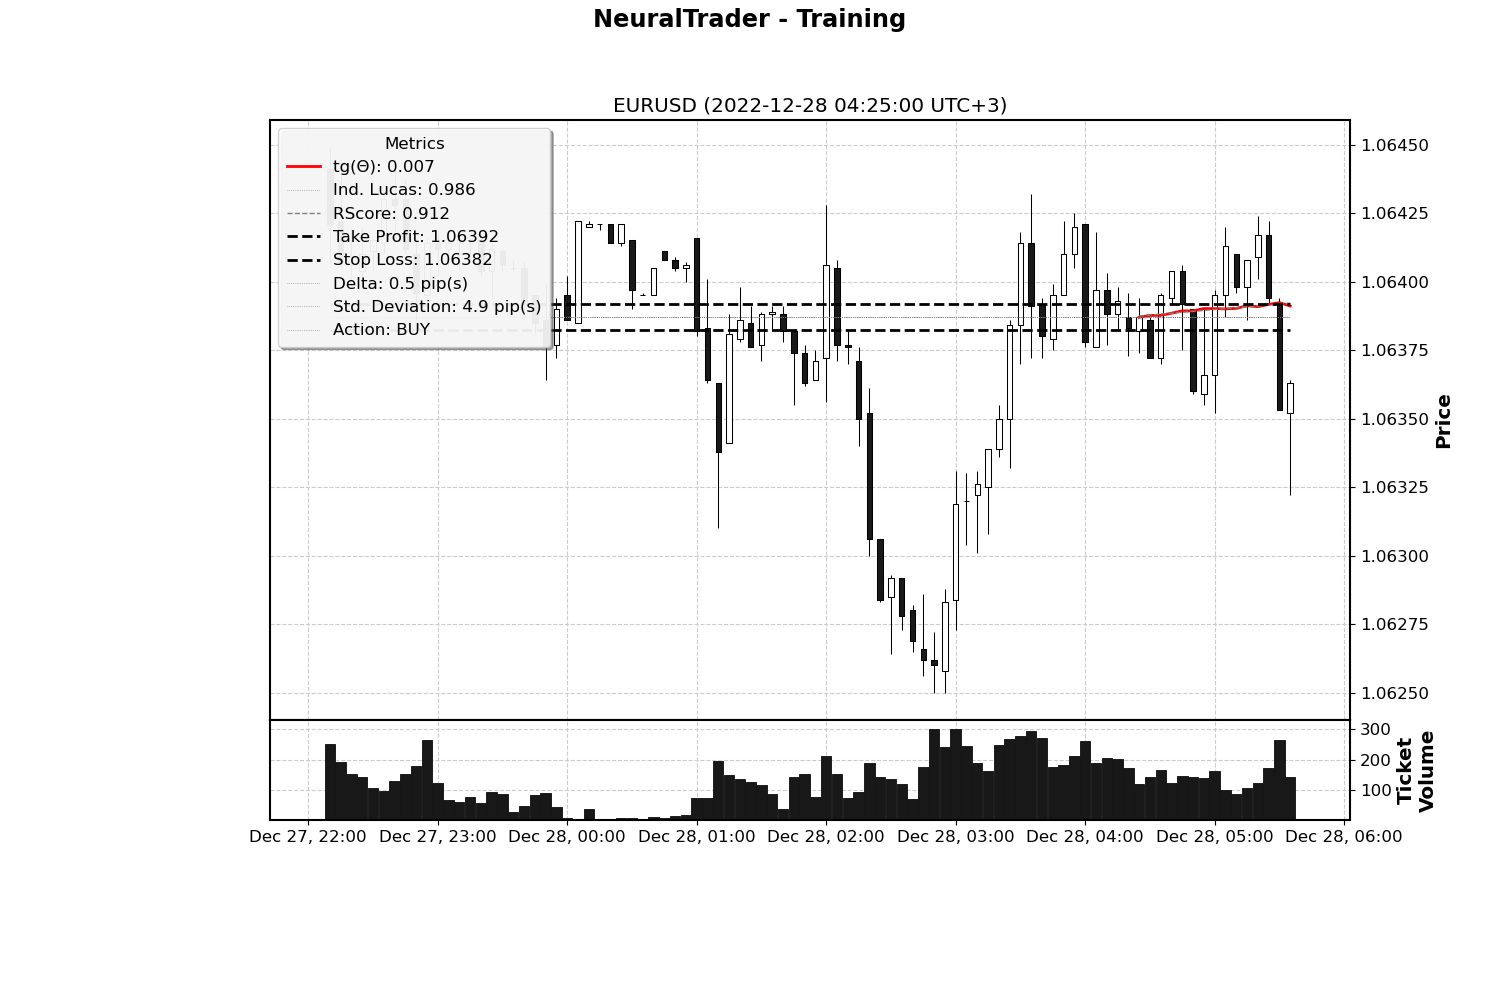 NeuralTrader - Training
EURUSD (2022-12-28 04:25:00 UTC+3)
Metrics
tg(Θ): 0.007
Ind. Lucas: 0.986
RScore: 0.912
Take Profit: 1.06392
Stop Loss: 1.06382
Delta: 0.5 pip(s)
Std. Deviation: 4.9 pip(s)
Action: BUY
1.06450
1.06425
1.06400
1.06375
1.06350
1.06325
1.06300
1.06275
1.06250
Price
300
200
100
Ticket
Volume
Dec 27, 22:00 Dec 27, 23:00 Dec 28, 00:00 Dec 28, 01:00 Dec 28, 02:00 Dec 28, 03:00 Dec 28, 04:00 Dec 28, 05:00 Dec 28, 06:00